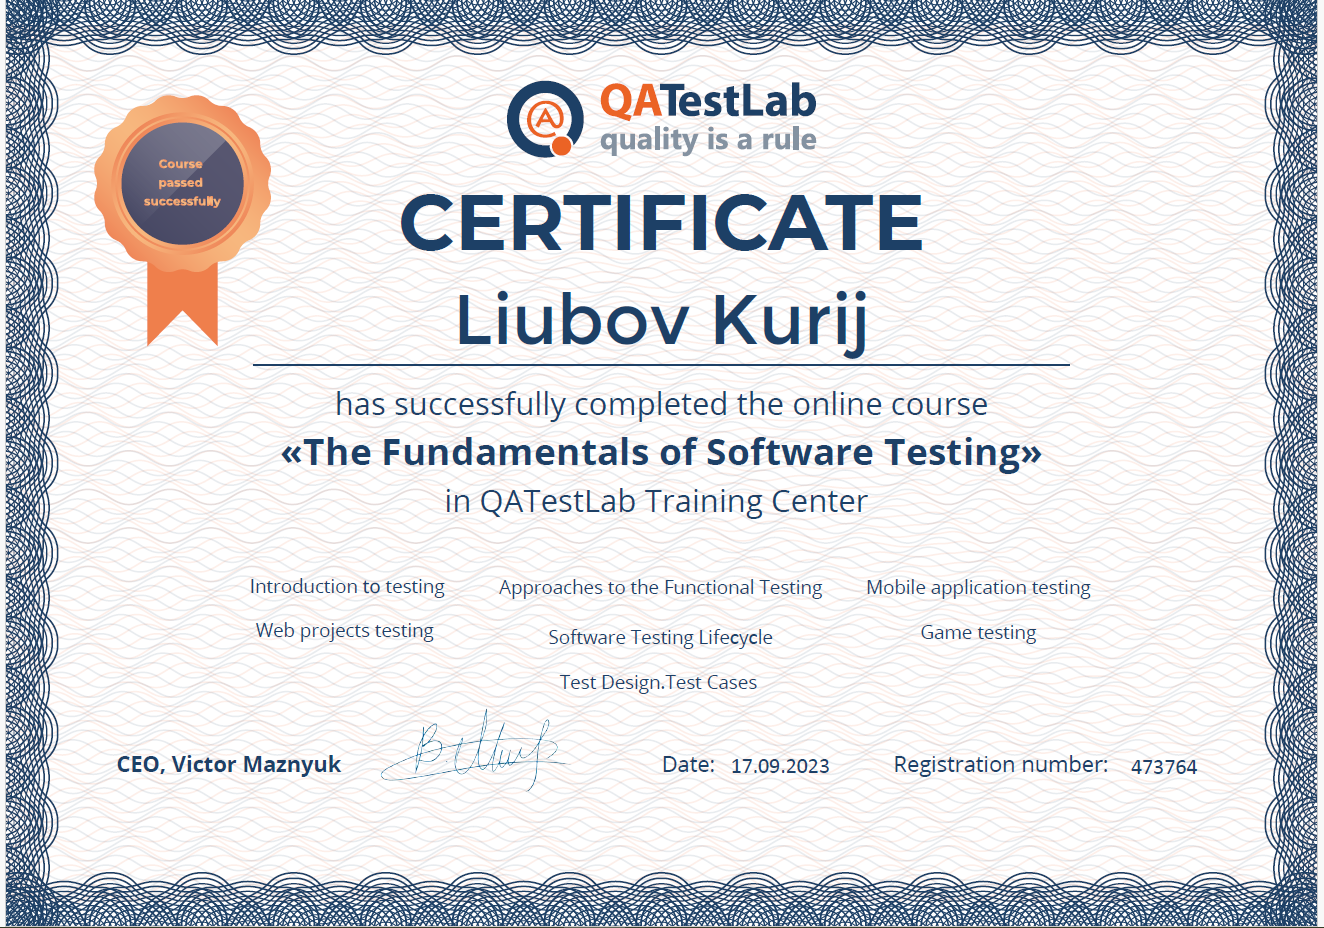 QATestLab
quality is a rule
Course
passed
successfully
CERTIFICATE
Liubov Kurij
has successfully completed the online course
«The Fundamentals of Software Testing»
in QATestLab Training Center
Introduction to testing
Approaches to the Functional Testing
Mobile application testing
Web projects testing
Software Testing Lifecycle
Game testing
Test Design.Test Cases
CEO, Victor Maznyuk
Date: 17.09.2023
Registration number: 473764